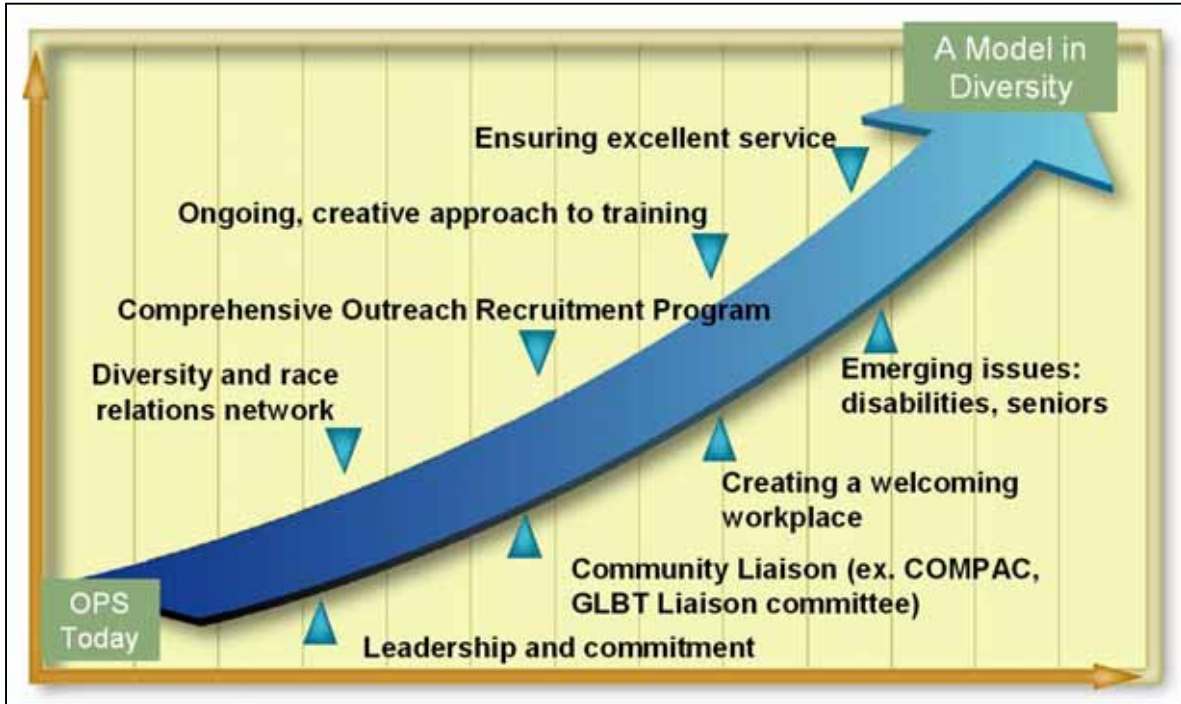 A Model in
Diversity
Ensuring excellent service
Ongoing, creative approach to training
Comprehensive Outreach Recruitment Program
Diversity and race
relations network
Emerging issues:
disabilities, seniors
Creating a welcoming
workplace
Community Liaison (ex. COMPAC,
GLBT Liaison committee)
Leadership and commitment
OPS
Today